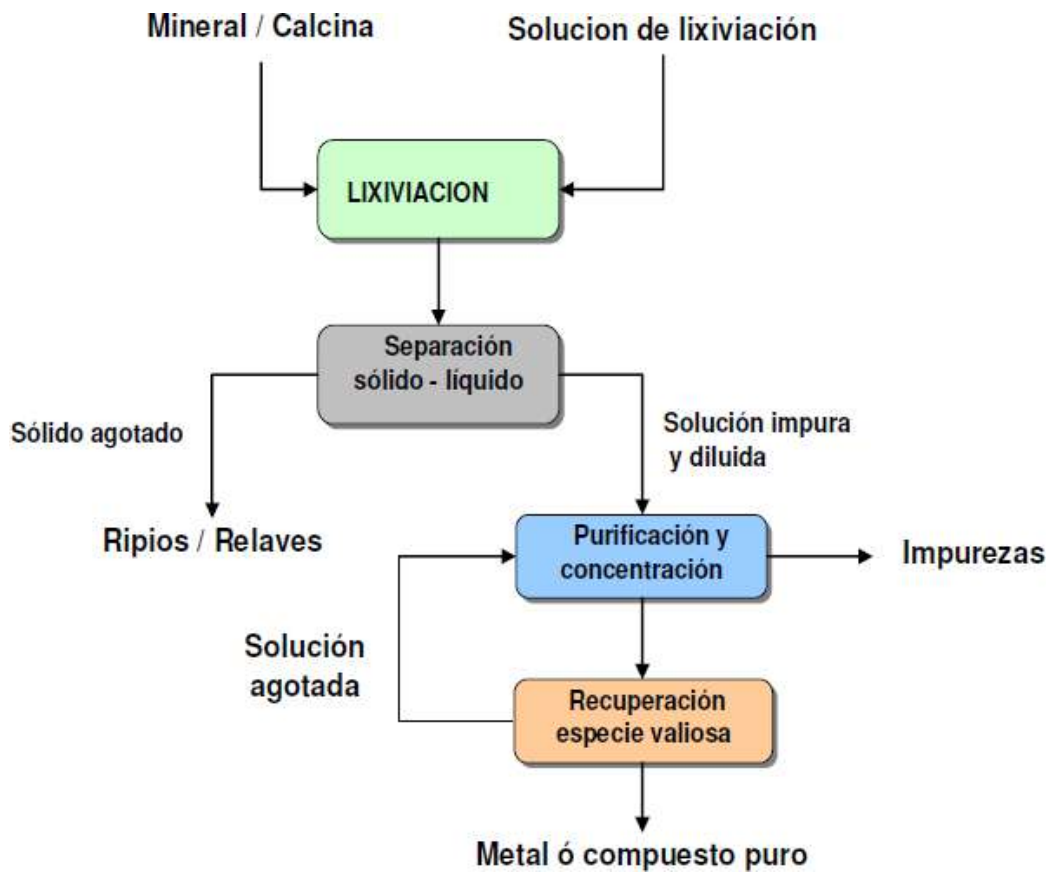 Mineral / Calcina
Solucion de lixiviación
LIXIVIACION
Separación
sólido - líquido
Sólido agotado
Solución impura
y diluida
Ripios / Relaves
Purificación y
concentración
Impurezas
Solución
agotada
Recuperación
especie valiosa
Metal ó compuesto puro